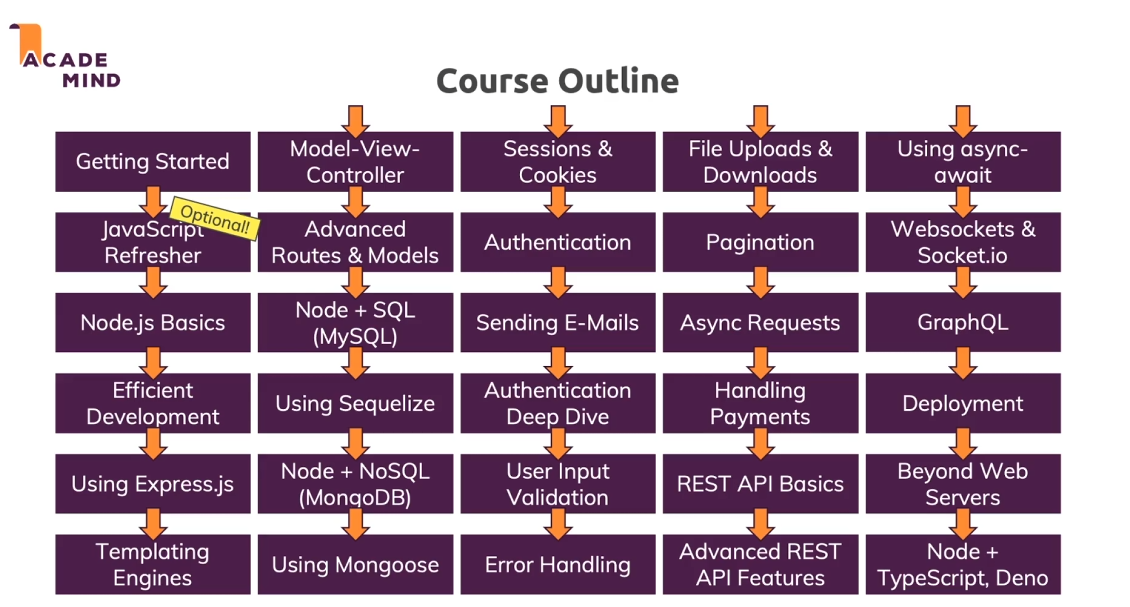 ACADE
MIND
Course Outline
Getting Started
Optional!
JavaScript
Refresher
Node.js Basics
Efficient
Development
Using Express.js
Templating
Engines
Model-View-
Controller
Advanced
Routes & Models
Node + SQL
(MySQL)
Using Sequelize
Node + NoSQL
(MongoDB)
Using Mongoose
Sessions &
Cookies
Authentication
Sending E-Mails
Authentication
Deep Dive
User Input
Validation
Error Handling
File Uploads &
Downloads
Pagination
Async Requests
Handling
Payments
REST API Basics
Advanced REST
API Features
Using async-
await
Websockets &
Socket.io
GraphQL
Deployment
Beyond Web
Servers
Node +
TypeScript, Deno